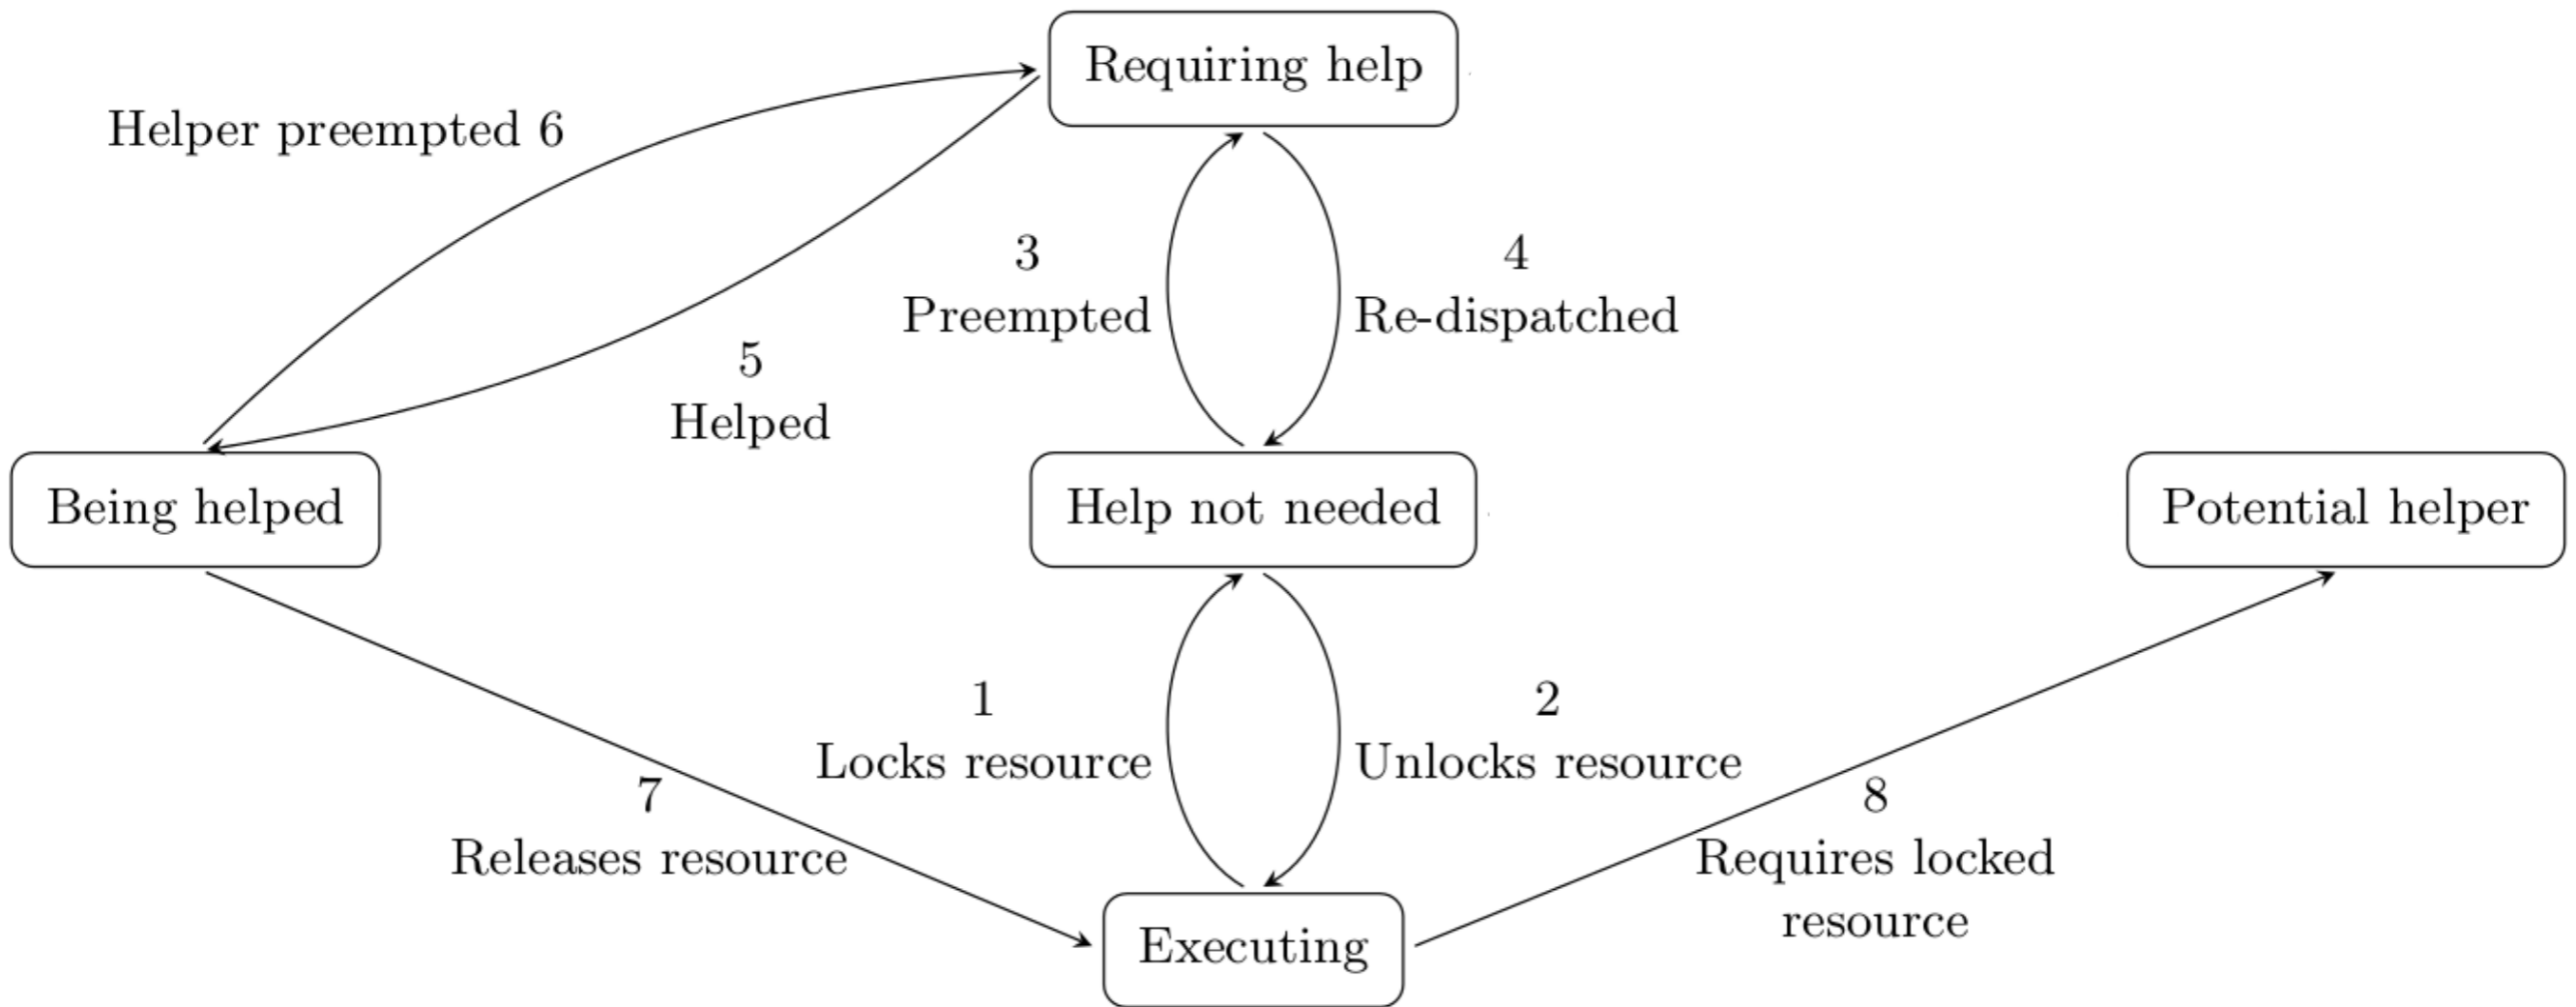 Requiring help
Helper preempted 6
3
Preempted
4
Re-dispatched
5
Helped
Being helped
Help not needed
Potential helper
1
Locks resource
2
Unlocks resource
7
Releases resource
8
Requires locked
resource
Executing